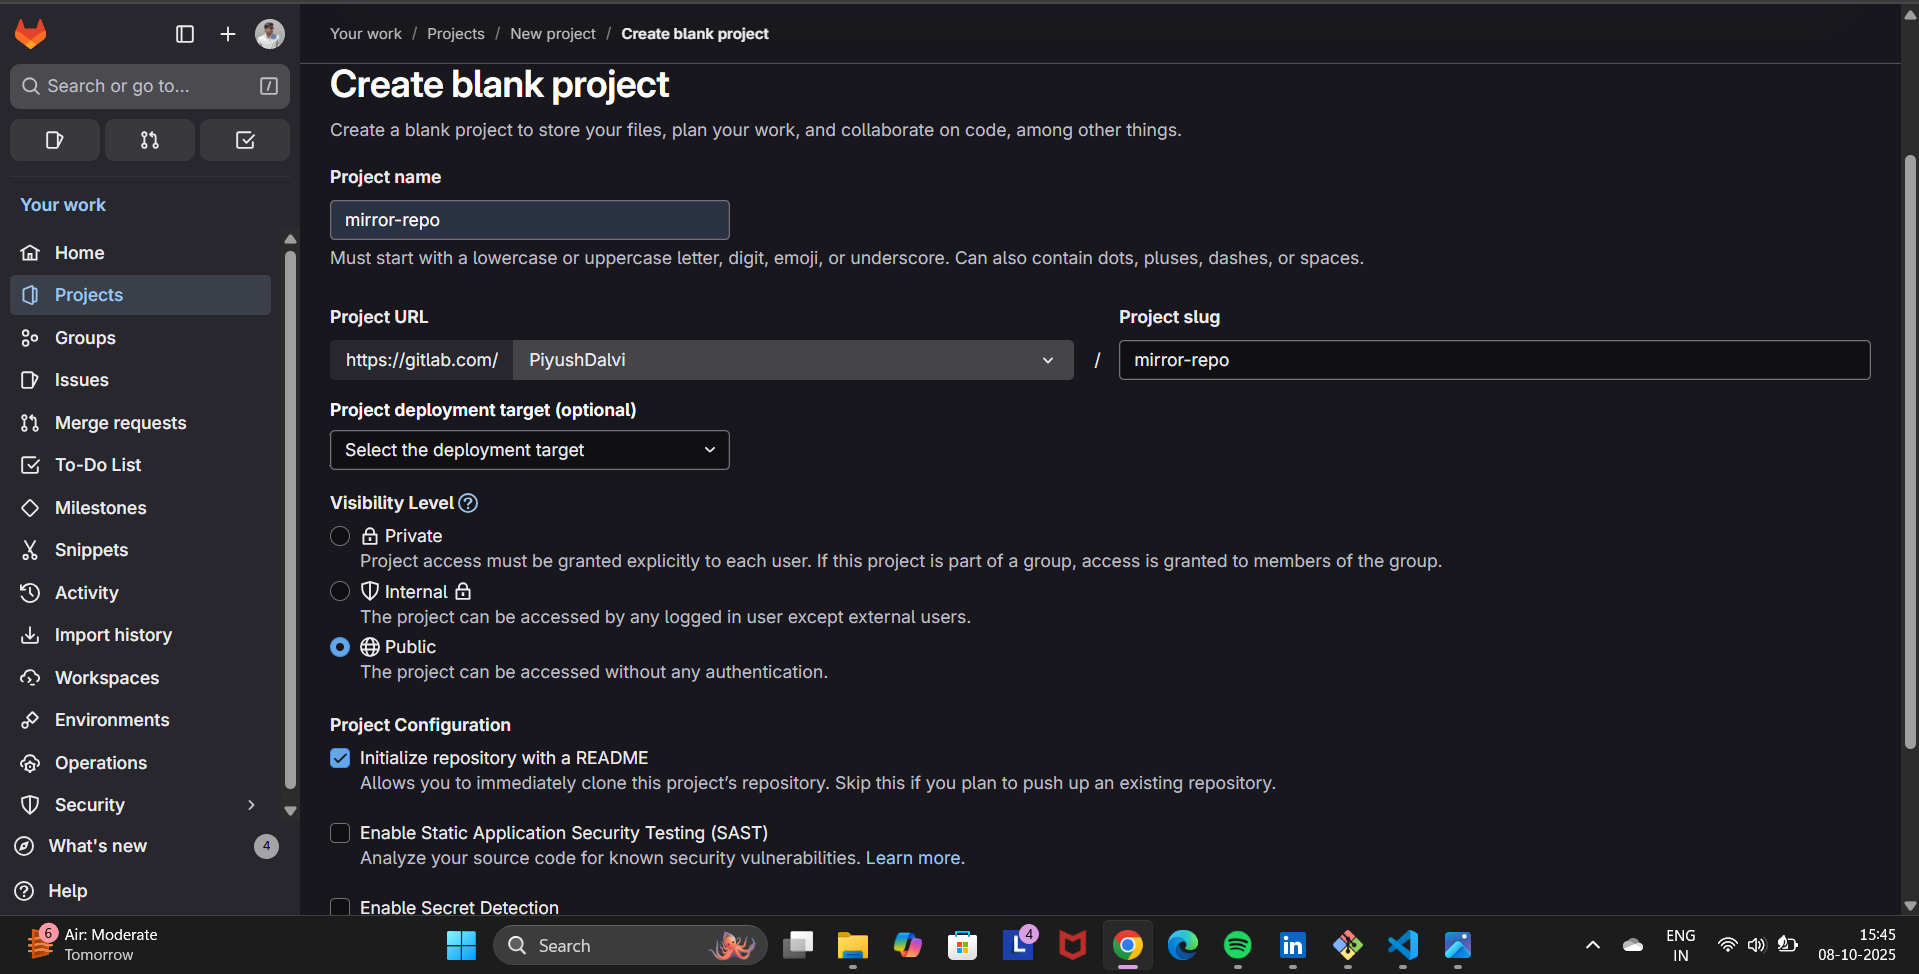 Your work / Projects / New project / Create blank project
Search or go to...
/
Your work
Home
Projects
Groups
Issues
Merge requests
To-Do List
Milestones
Snippets
Activity
Import history
Workspaces
Environments
Operations
Security
What's new
4
Help
Create blank project
Create a blank project to store your files, plan your work, and collaborate on code, among other things.
Project name
mirror-repo
Must start with a lowercase or uppercase letter, digit, emoji, or underscore. Can also contain dots, pluses, dashes, or spaces.
Project URL
https://gitlab.com/ PiyushDalvi
/
Project slug
mirror-repo
Project deployment target (optional)
Select the deployment target
Visibility Level
Private
Project access must be granted explicitly to each user. If this project is part of a group, access is granted to members of the group.
Internal
The project can be accessed by any logged in user except external users.
Public
The project can be accessed without any authentication.
Project Configuration
Initialize repository with a README
Allows you to immediately clone this project’s repository. Skip this if you plan to push up an existing repository.
Enable Static Application Security Testing (SAST)
Analyze your source code for known security vulnerabilities. Learn more.
Enable Secret Detection
6
Air: Moderate
Tomorrow
Search
L
4
in
ENG
IN
15:45
08-10-2025